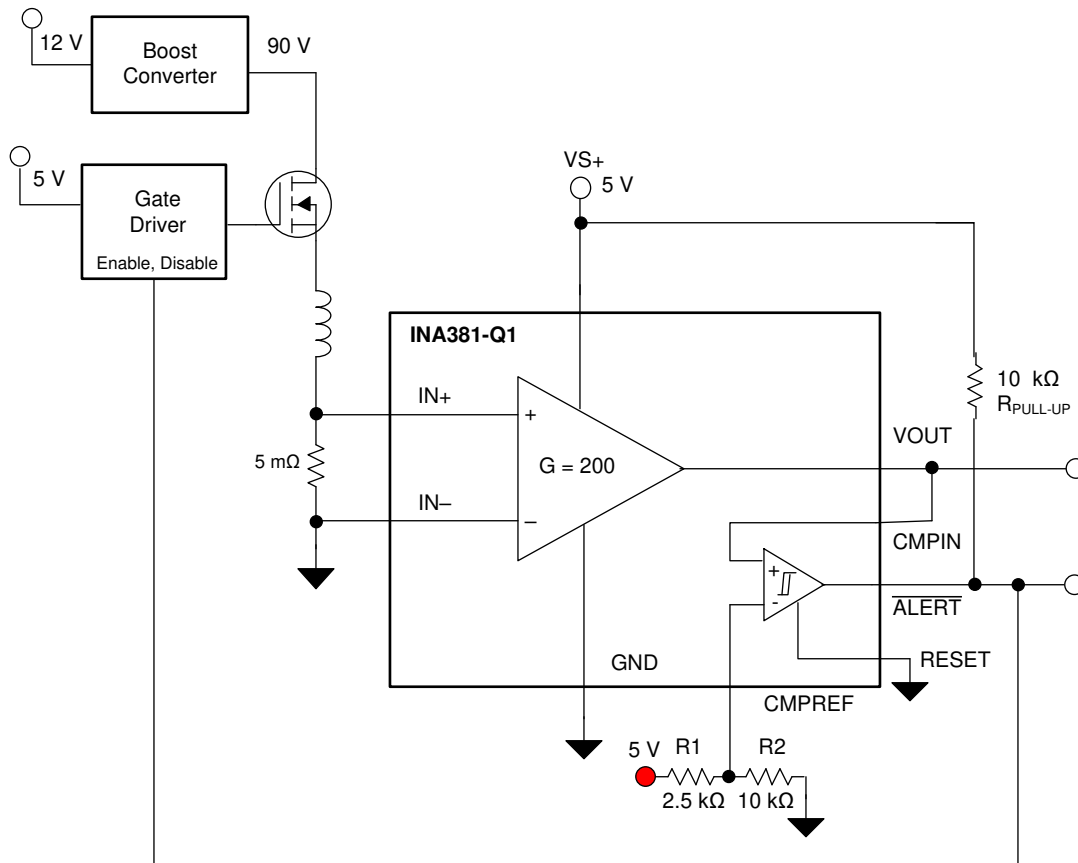 12 V
Boost
Converter
90 V
5 V
Gate
Driver
Enable, Disable
VS+
5 V
INA381-Q1
IN+
+
G = 200
5 mΩ
IN–
–
10 kΩ
RPULL-UP
VOUT
CMPIN
+
-
ALERT
RESET
GND
CMPREF
5 V
R1
R2
2.5 kΩ
10 kΩ